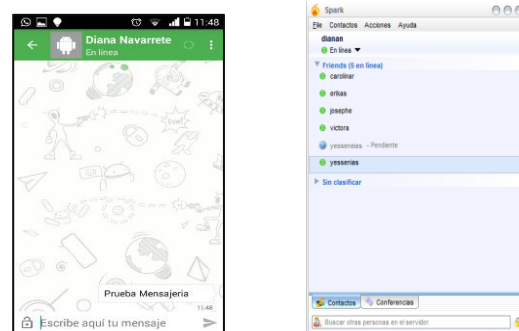 11:48
Diana Navarrete
En línea
Prueba Mensajeria
11:48
Escribe aquí tu mensaje
Spark
File Contactos Acciones Ayuda
dianan
En línea
Friends (5 en línea)
carolinar
erikas
josephe
victora
yesseneias - Pendiente
yessenias
Sin clasificar
Contactos Conferencias
Buscar otras personas en el servidor.